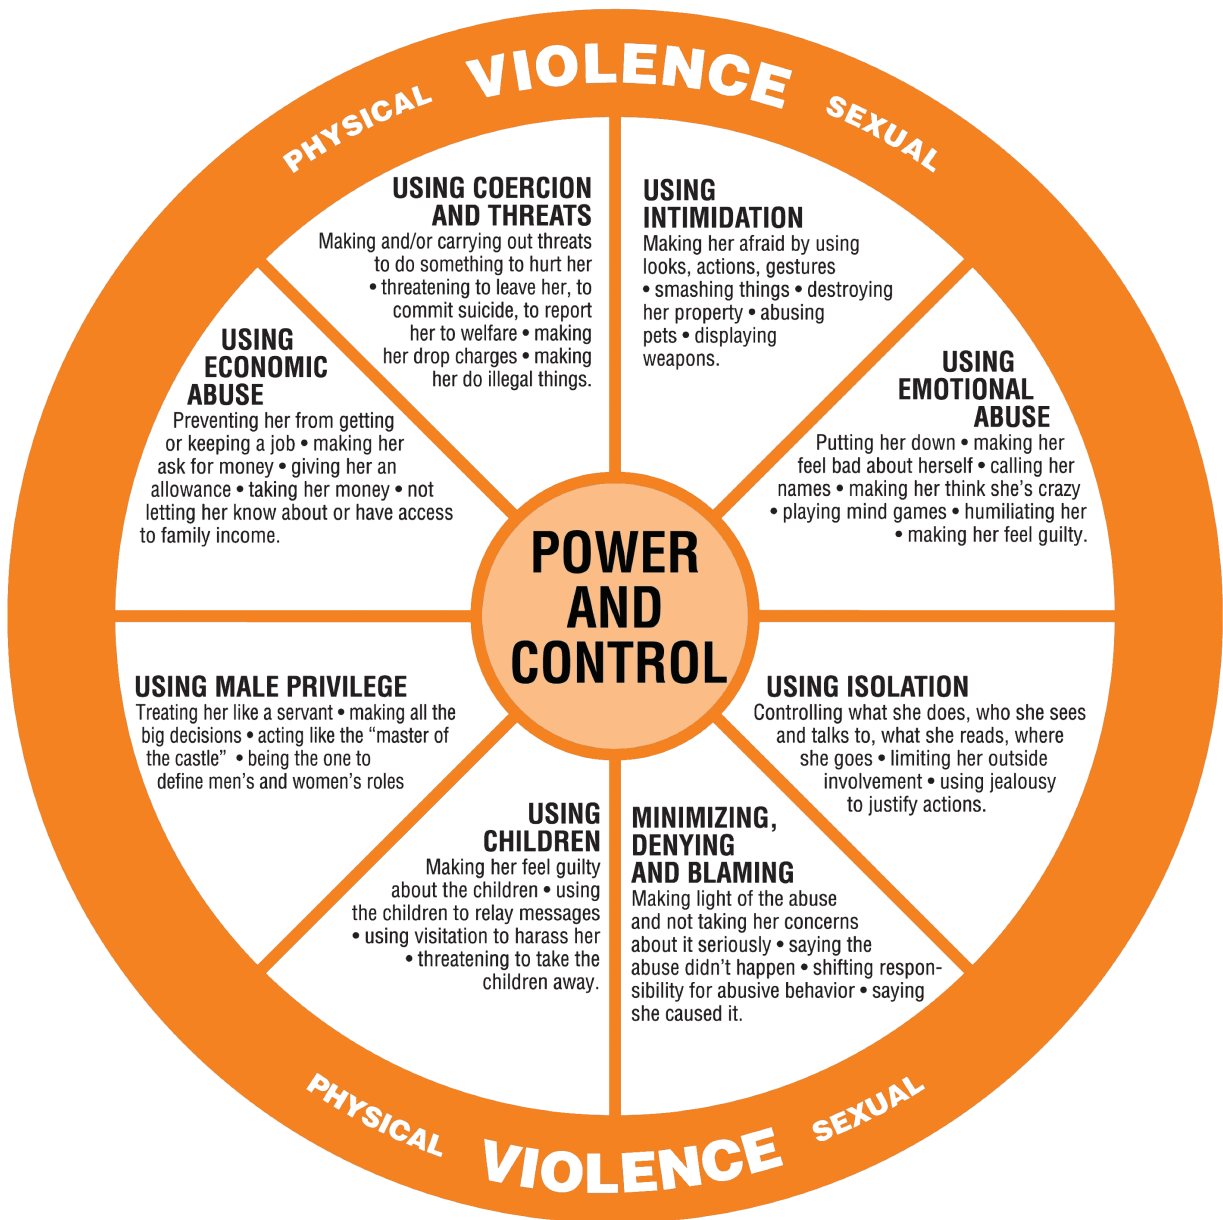 PHYSICAL VIOLENCE SEXUAL
USING COERCION
AND THREATS
Making and/or carrying out threats
to do something to hurt her
• threatening to leave her, to
commit suicide, to report
her to welfare • making
her drop charges • making
her do illegal things.
USING
INTIMIDATION
Making her afraid by using
looks, actions, gestures
• smashing things • destroying
her property • abusing
pets • displaying
weapons.
USING
ECONOMIC
ABUSE
Preventing her from getting
or keeping a job • making her
ask for money • giving her an
allowance • taking her money • not
letting her know about or have access
to family income.
USING
EMOTIONAL
ABUSE
Putting her down • making her
feel bad about herself • calling her
names • making her think she’s crazy
• playing mind games • humiliating her
• making her feel guilty.
POWER
AND
CONTROL
USING MALE PRIVILEGE
Treating her like a servant • making all the
big decisions • acting like the “master of
the castle” • being the one to
define men’s and women’s roles
USING ISOLATION
Controlling what she does, who she sees
and talks to, what she reads, where
she goes • limiting her outside
involvement • using jealousy
to justify actions.
USING
CHILDREN
Making her feel guilty
about the children • using
the children to relay messages
• using visitation to harass her
• threatening to take the
children away.
MINIMIZING,
DENYING
AND BLAMING
Making light of the abuse
and not taking her concerns
about it seriously • saying the
abuse didn’t happen • shifting respon-
sibility for abusive behavior • saying
she caused it.
PHYSICAL VIOLENCE SEXUAL